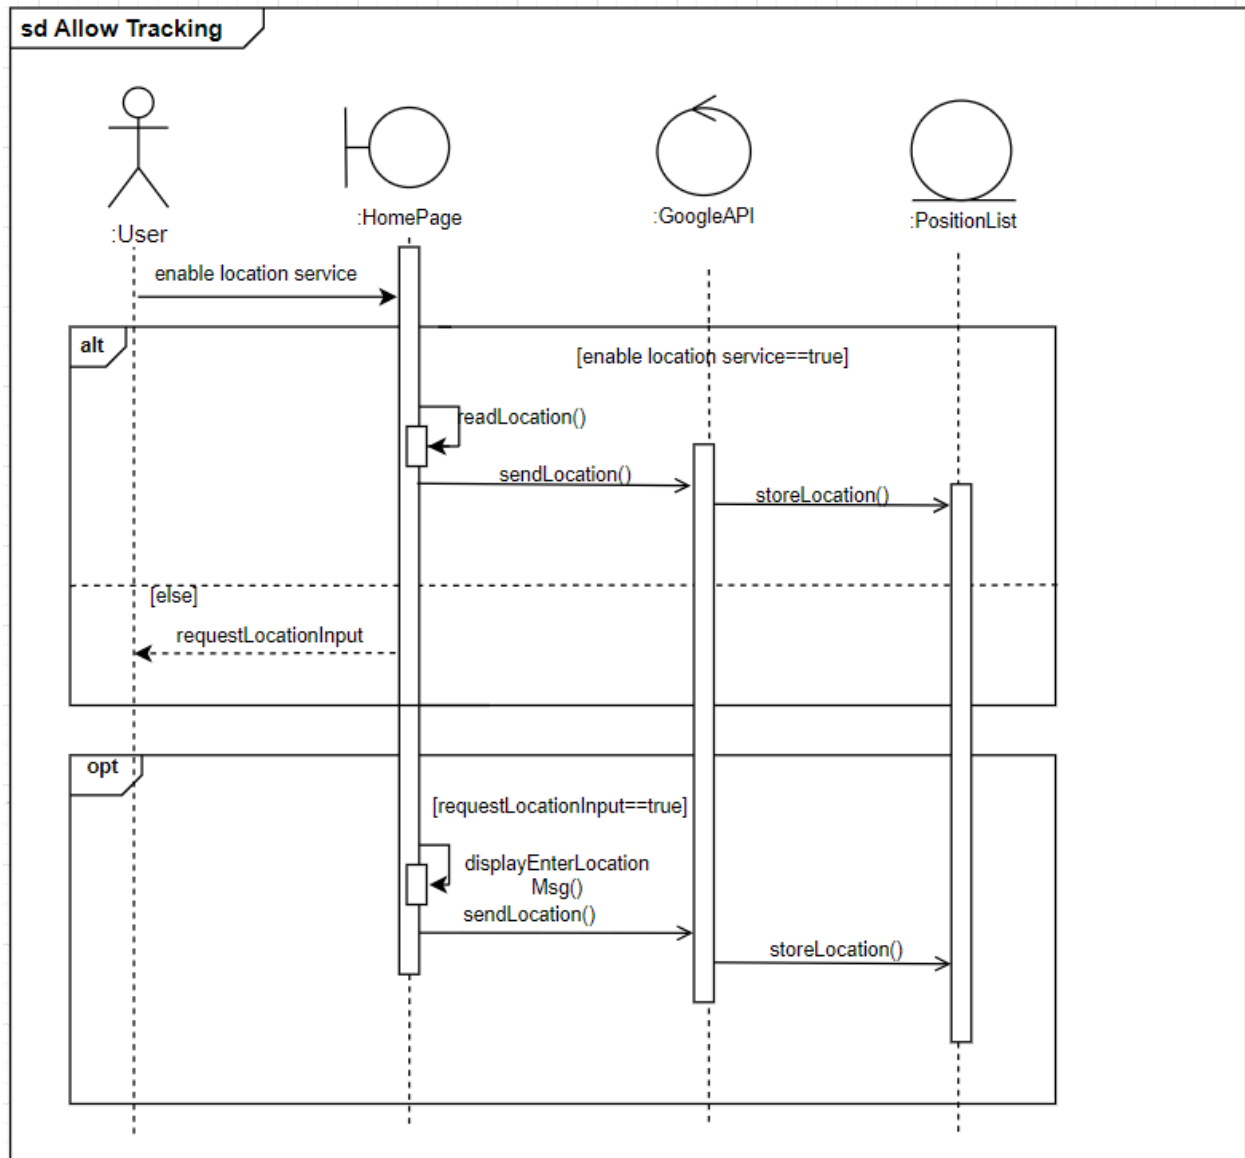 sd Allow Tracking
:User
:HomePage
:GoogleAPI
:PositionList
enable location service
alt
[enable location service==true]
readLocation()
sendLocation()
storeLocation()
[else]
requestLocationInput
opt
[requestLocationInput==true]
displayEnterLocation
Msg()
sendLocation()
storeLocation()